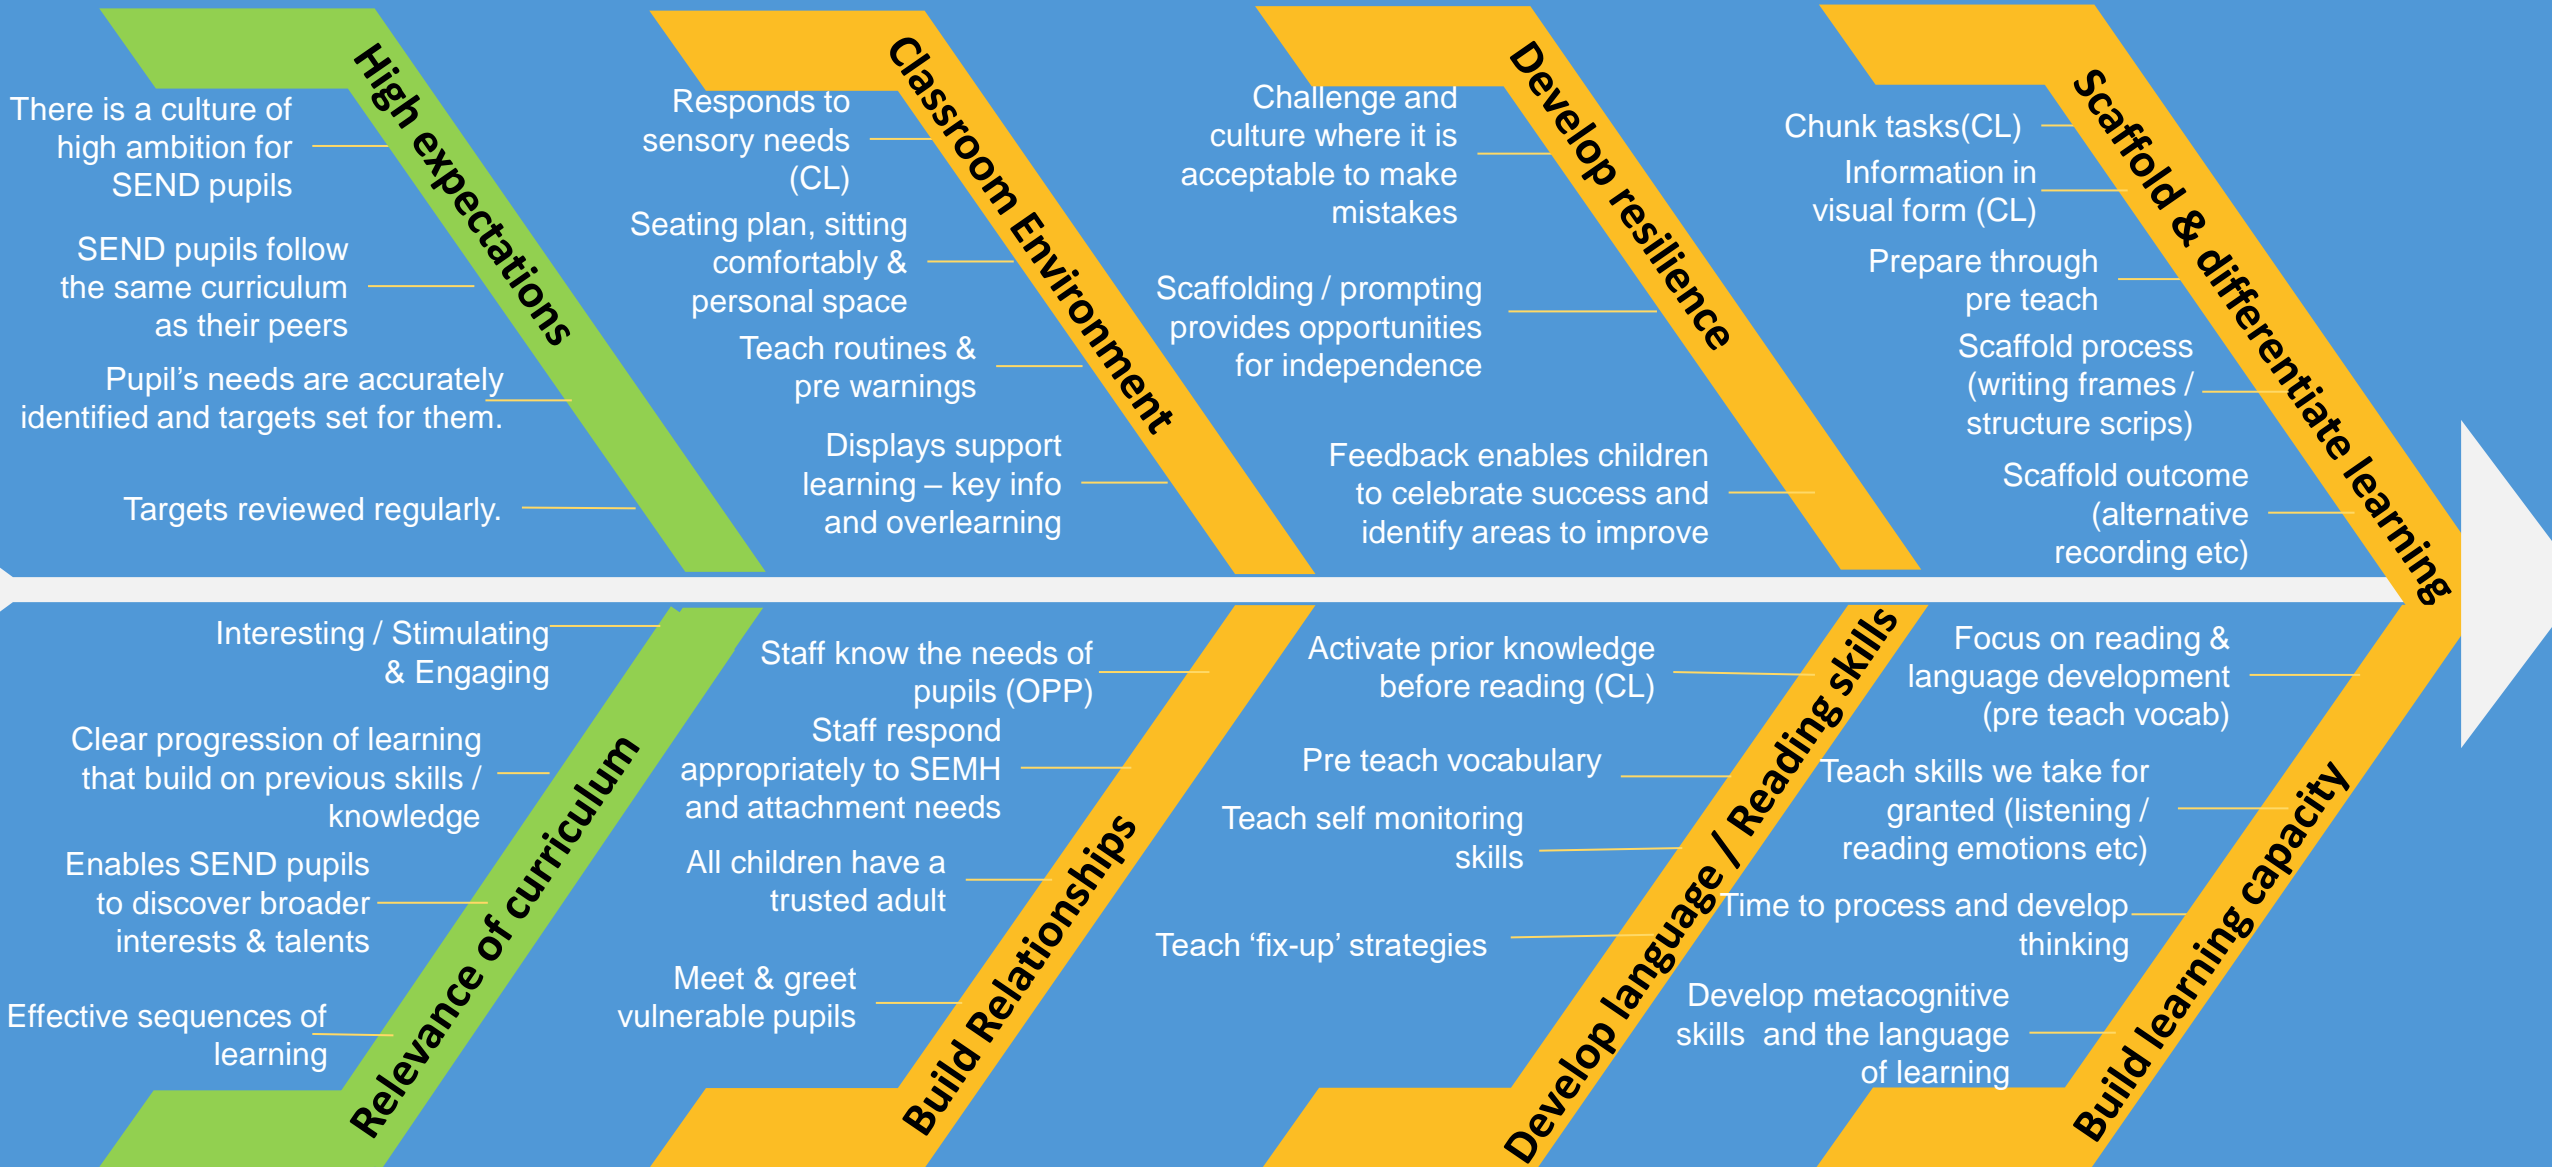 High expectations
There is a culture of
high ambition for
SEND pupils
SEND pupils follow
the same curriculum
as their peers
Pupil's needs are accurately
identified and targets set for them.
Targets reviewed regularly.
Classroom Environment
Responds to
sensory needs
(CL)
Seating plan, sitting
comfortably &
personal space
Teach routines &
pre warnings
Displays support
learning – key info
and overlearning
Develop resilience
Challenge and
culture where it is
acceptable to make
mistakes
Scaffolding / prompting
provides opportunities
for independence
Feedback enables children
to celebrate success and
identify areas to improve
Scaffold & differentiate learning
Chunk tasks(CL)
Information in
visual form (CL)
Prepare through
pre teach
Scaffold process
(writing frames /
structure scrips)
Scaffold outcome
(alternative
recording etc)
Interesting / Stimulating
& Engaging
Clear progression of learning
that build on previous skills /
knowledge
Enables SEND pupils
to discover broader
interests & talents
Effective sequences of
learning
Relevance of curriculum
Staff know the needs of
pupils (OPP)
Staff respond
appropriately to SEMH
and attachment needs
All children have a
trusted adult
Meet & greet
vulnerable pupils
Build Relationships
Activate prior knowledge
before reading (CL)
Pre teach vocabulary
Teach self monitoring
skills
Teach ‘fix-up’ strategies
Develop language / Reading skills
Focus on reading &
language development
(pre teach vocab)
Teach skills we take for
granted (listening /
reading emotions etc)
Time to process and develop
thinking
Develop metacognitive
skills  and the language
of learning
Build learning capacity